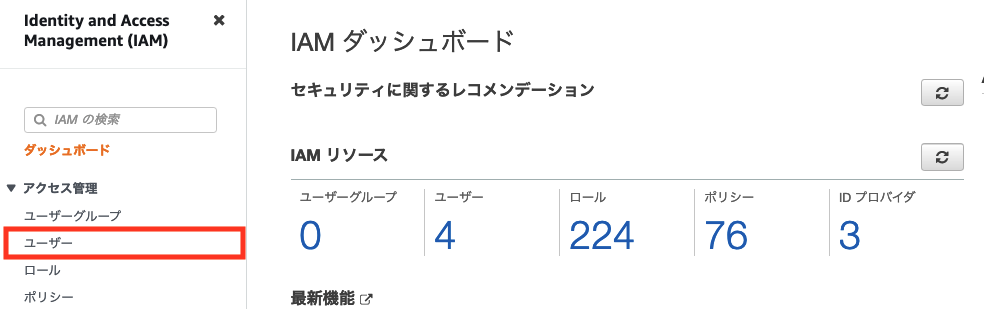 Identity and Access
Management (IAM)
IAM の検索
ダッシュボード
アクセス管理
ユーザーグループ
ユーザー
ロール
ポリシー
IAM ダッシュボード
セキュリティに関するレコメンデーション
IAM リソース
ユーザーグループ
0
ユーザー
4
ロール
224
ポリシー
76
ID プロバイダ
3
最新機能